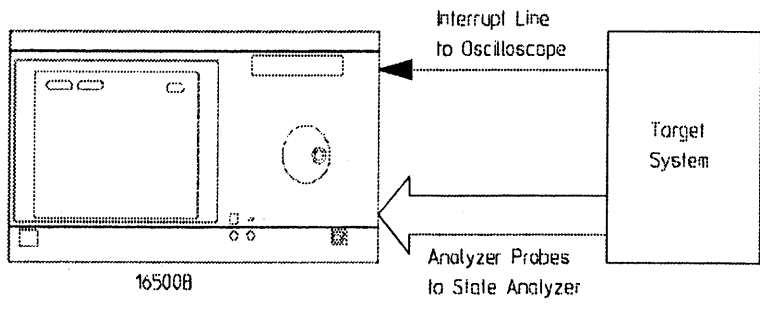 Interrupt Line
to Oscilloscope
Target
System
Analyzer Probes
to State Analyzer
16500B